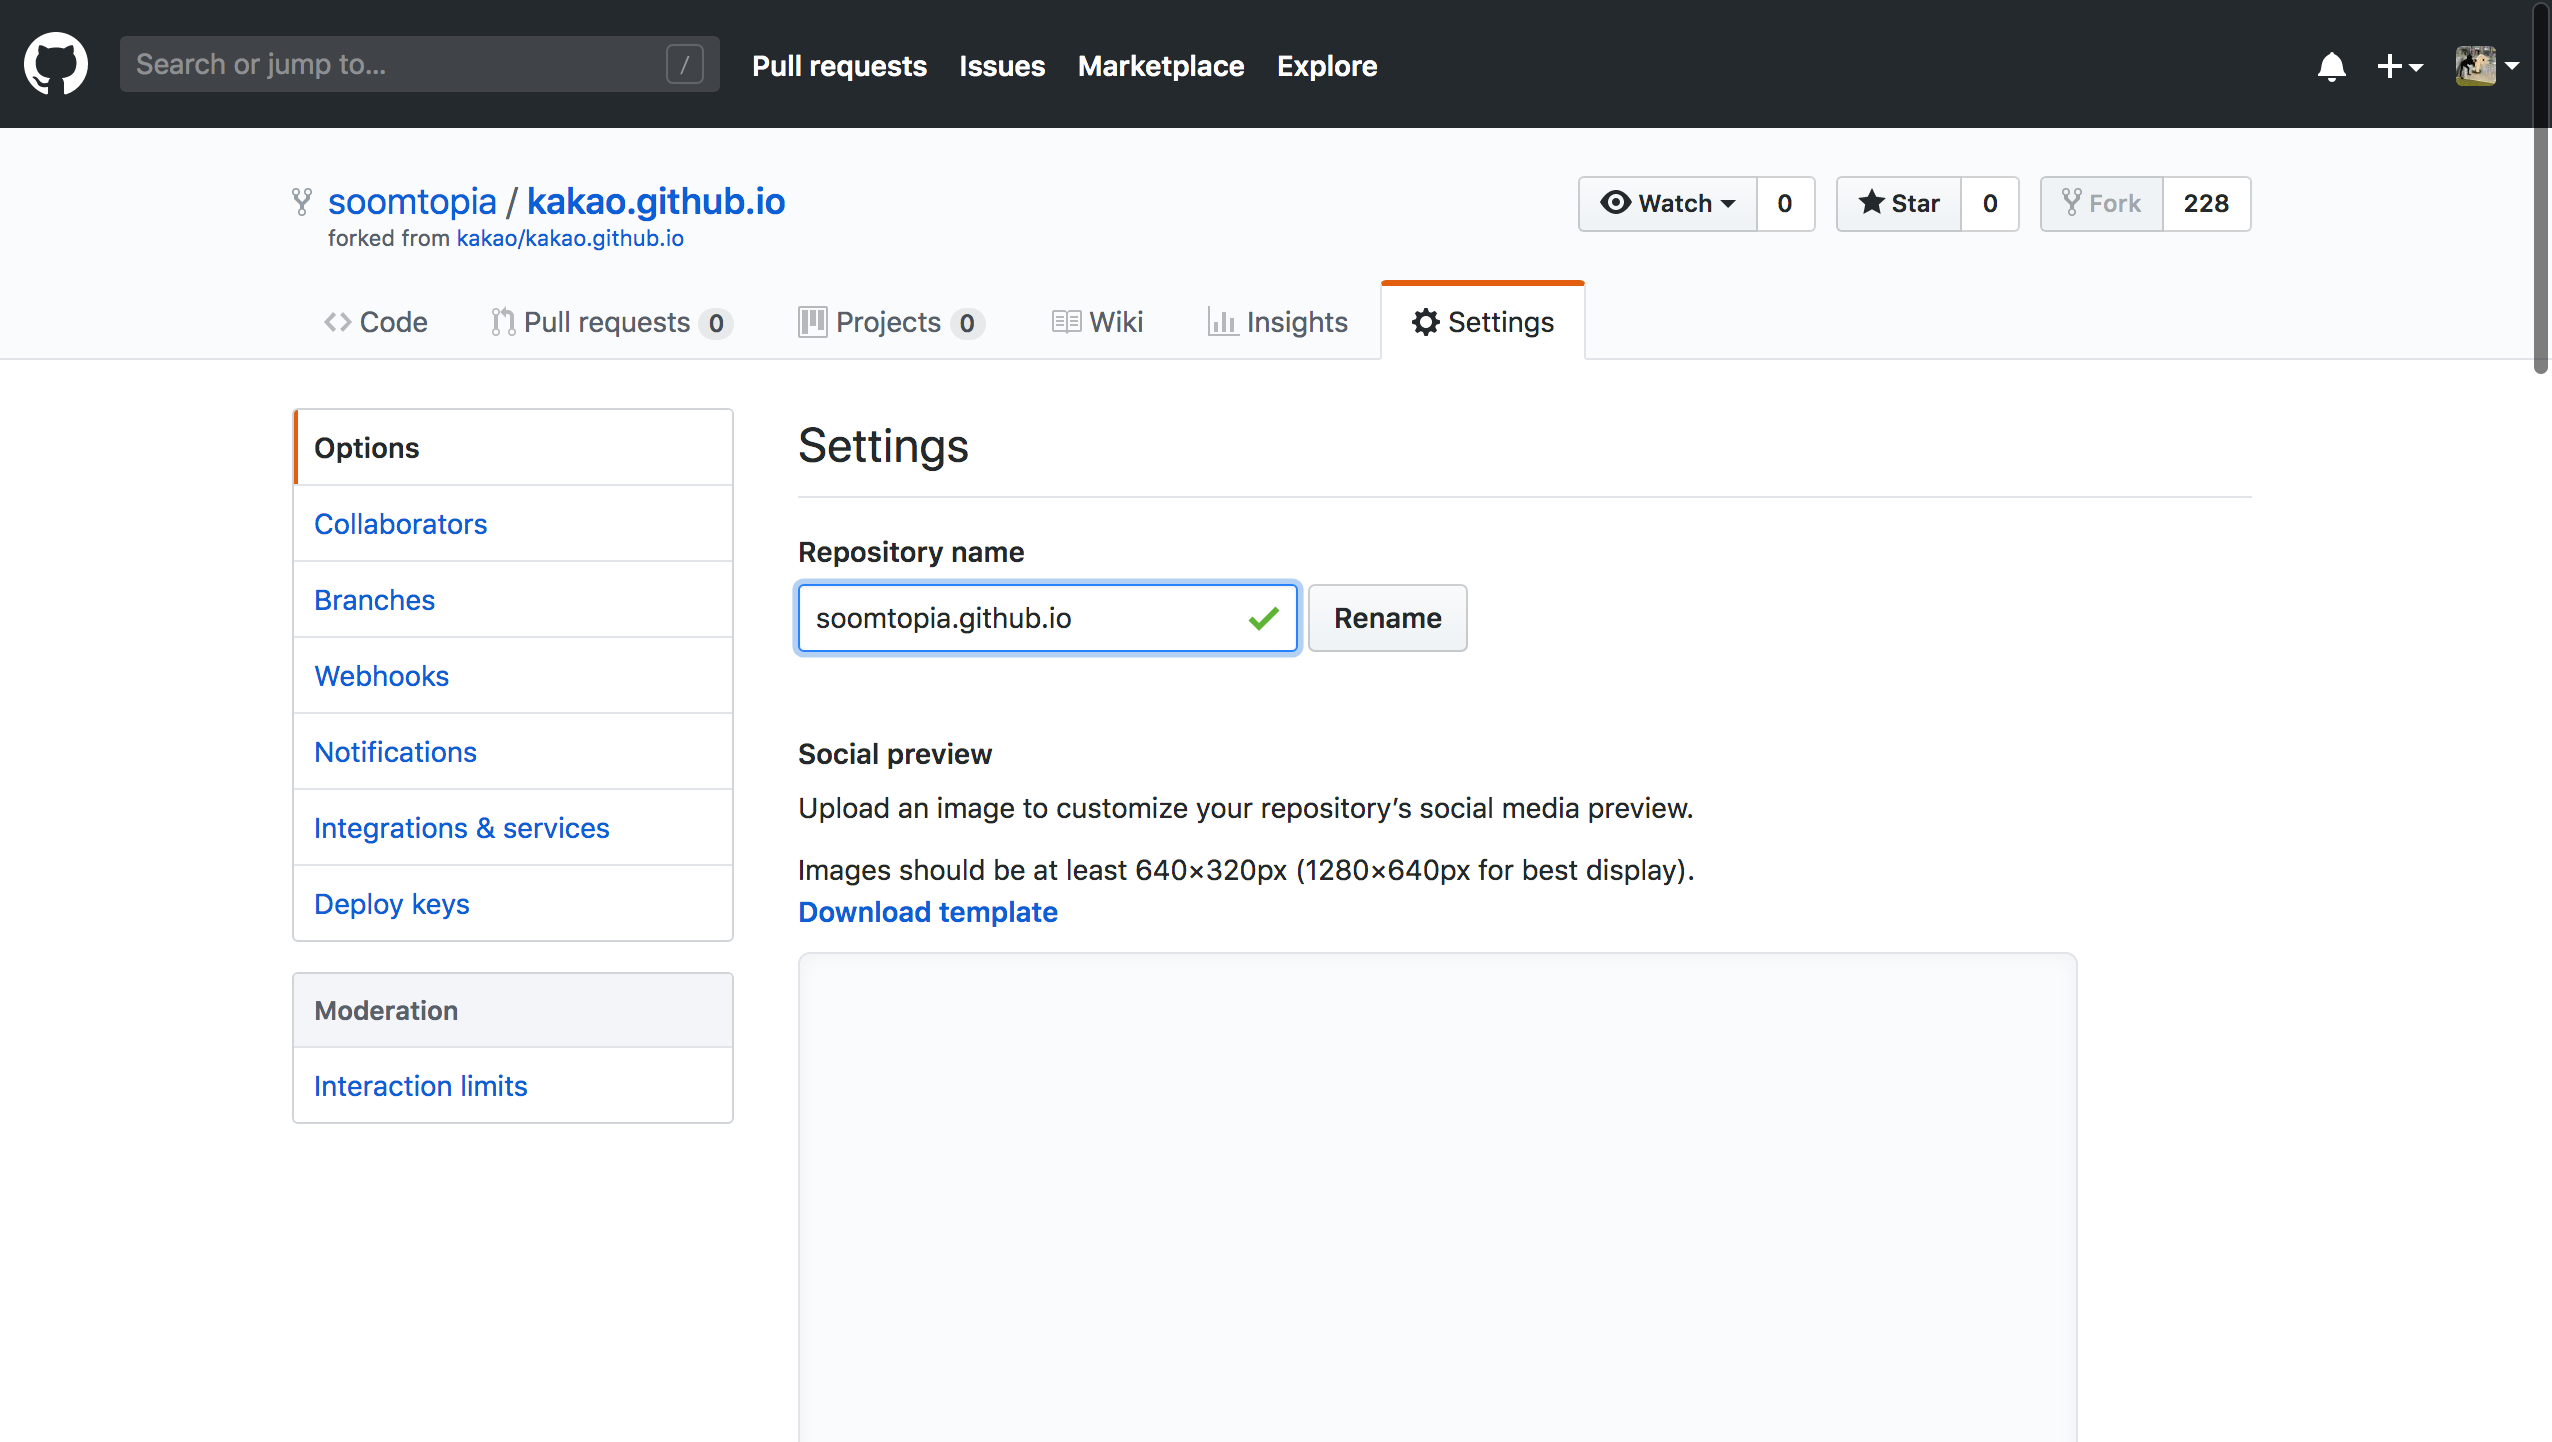 Search or jump to... /
Pull requests Issues Marketplace Explore
soomtopia / kakao.github.io
forked from kakao/kakao.github.io
Watch 0 Star 0 Fork 228
Code Pull requests 0 Projects 0 Wiki Insights Settings
Options
Collaborators
Branches
Webhooks
Notifications
Integrations & services
Deploy keys
Moderation
Interaction limits
Settings
Repository name
soomtopia.github.io Rename
Social preview
Upload an image to customize your repository’s social media preview.
Images should be at least 640×320px (1280×640px for best display).
Download template